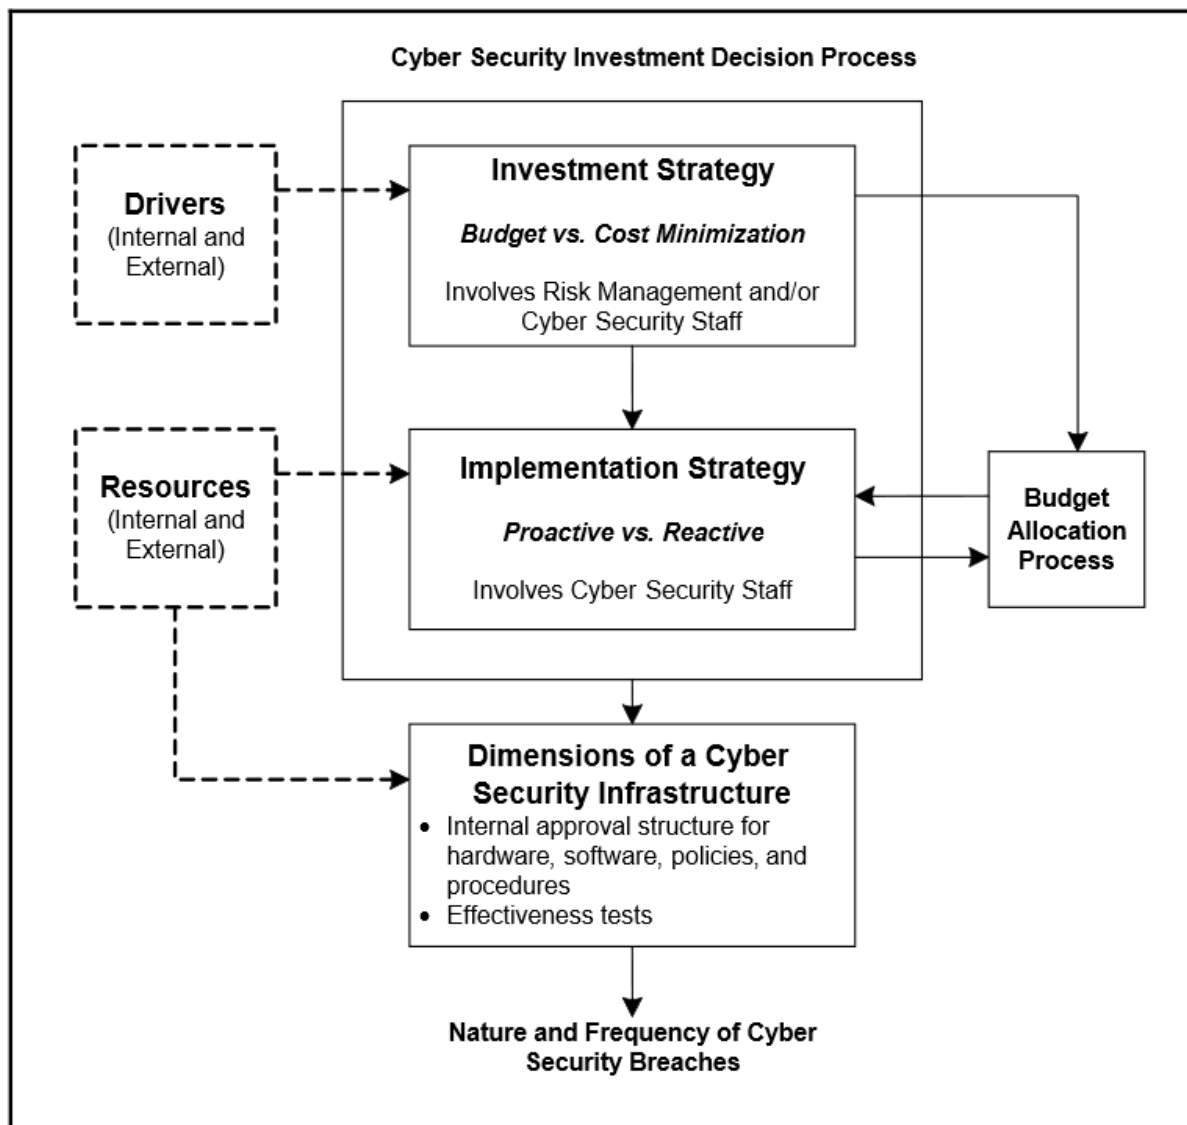 Cyber Security Investment Decision Process
Drivers
(Internal and
External)
Investment Strategy
Budget vs. Cost Minimization
Involves Risk Management and/or
Cyber Security Staff
Resources
(Internal and
External)
Implementation Strategy
Proactive vs. Reactive
Involves Cyber Security Staff
Budget
Allocation
Process
Dimensions of a Cyber
Security Infrastructure
• Internal approval structure for
hardware, software, policies, and
procedures
• Effectiveness tests
Nature and Frequency of Cyber
Security Breaches